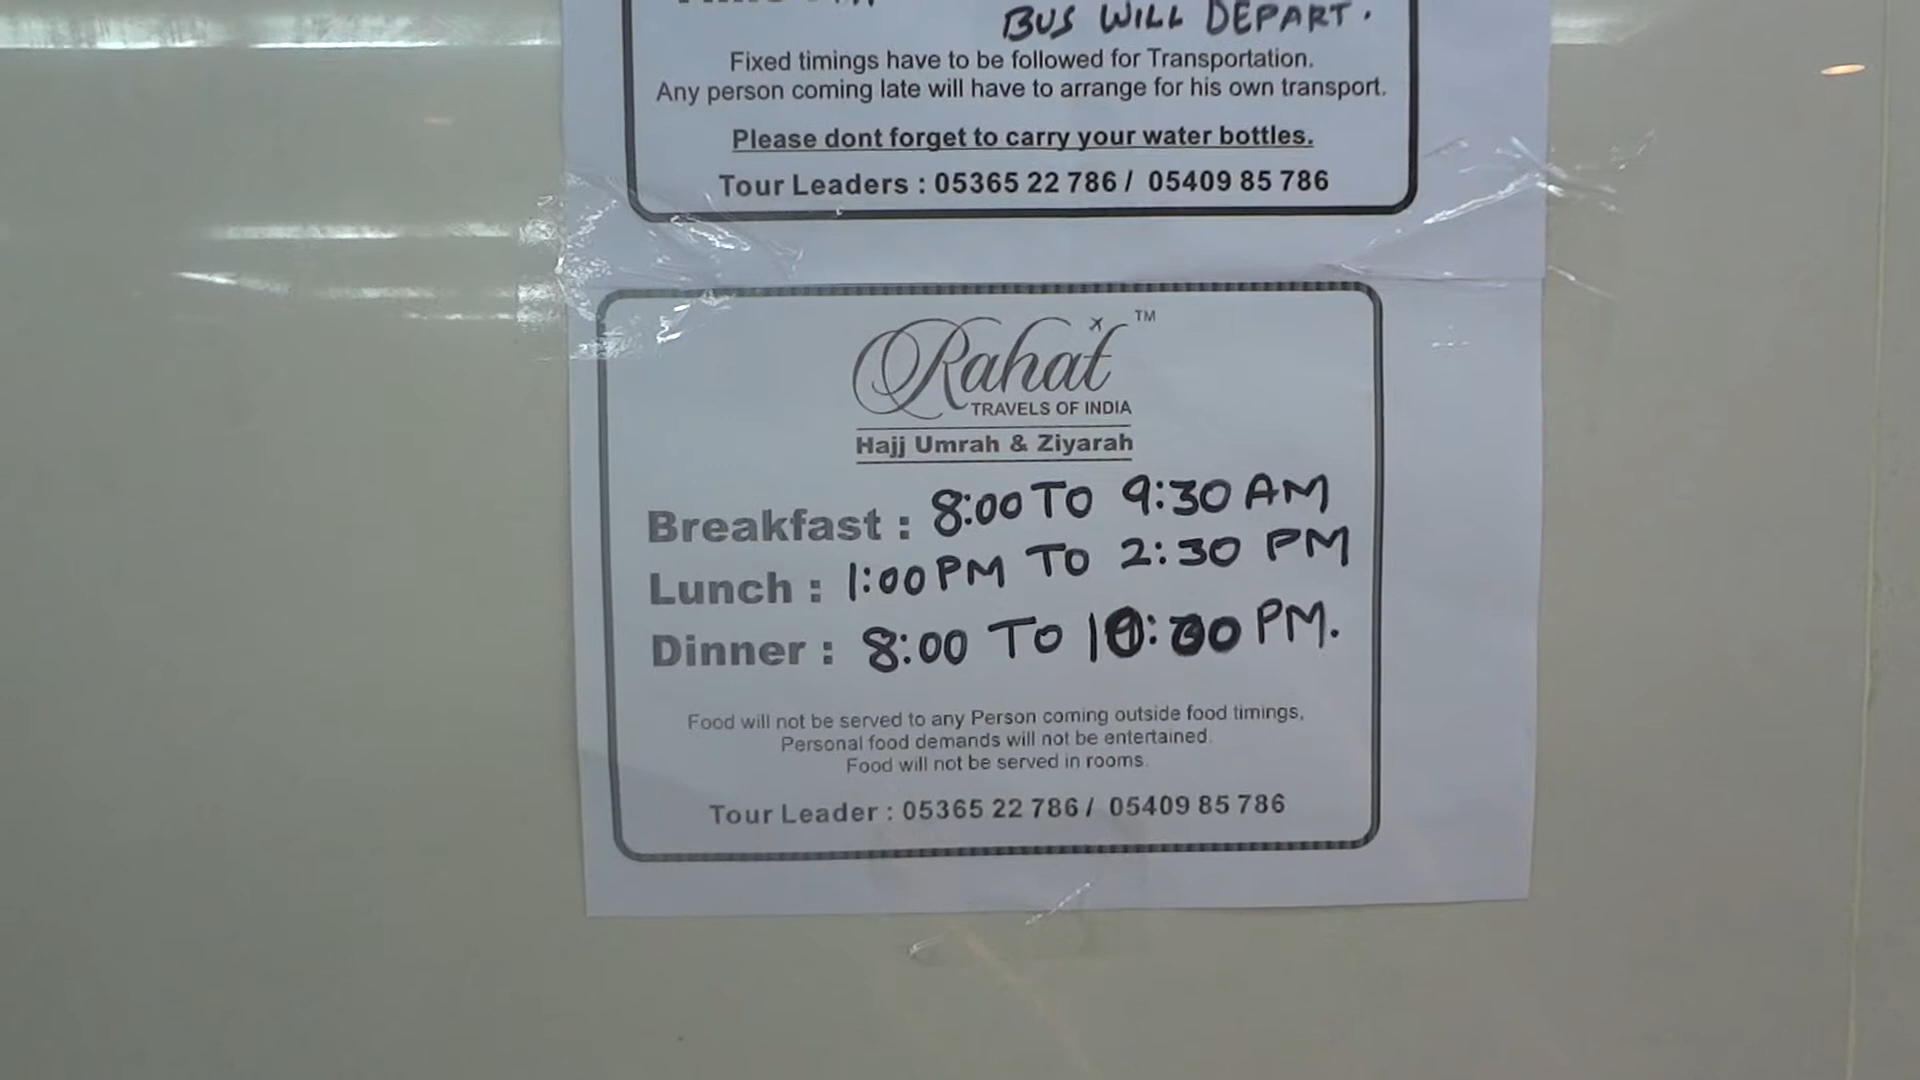 BUS WILL DEPART.
Fixed timings have to be followed for Transportation.
Any person coming late will have to arrange for his own transport.
Please dont forget to carry your water bottles.
Tour Leaders : 05365 22 786 / 05409 85 786
Rahat TM
TRAVELS OF INDIA
Hajj Umrah & Ziyarah
Breakfast : 8:00 TO 9:30 AM
Lunch : 1:00 PM TO 2:30 PM
Dinner : 8:00 TO 10:00 PM.
Food will not be served to any Person coming outside food timings,
Personal food demands will not be entertained.
Food will not be served in rooms.
Tour Leader : 05365 22 786 / 05409 85 786